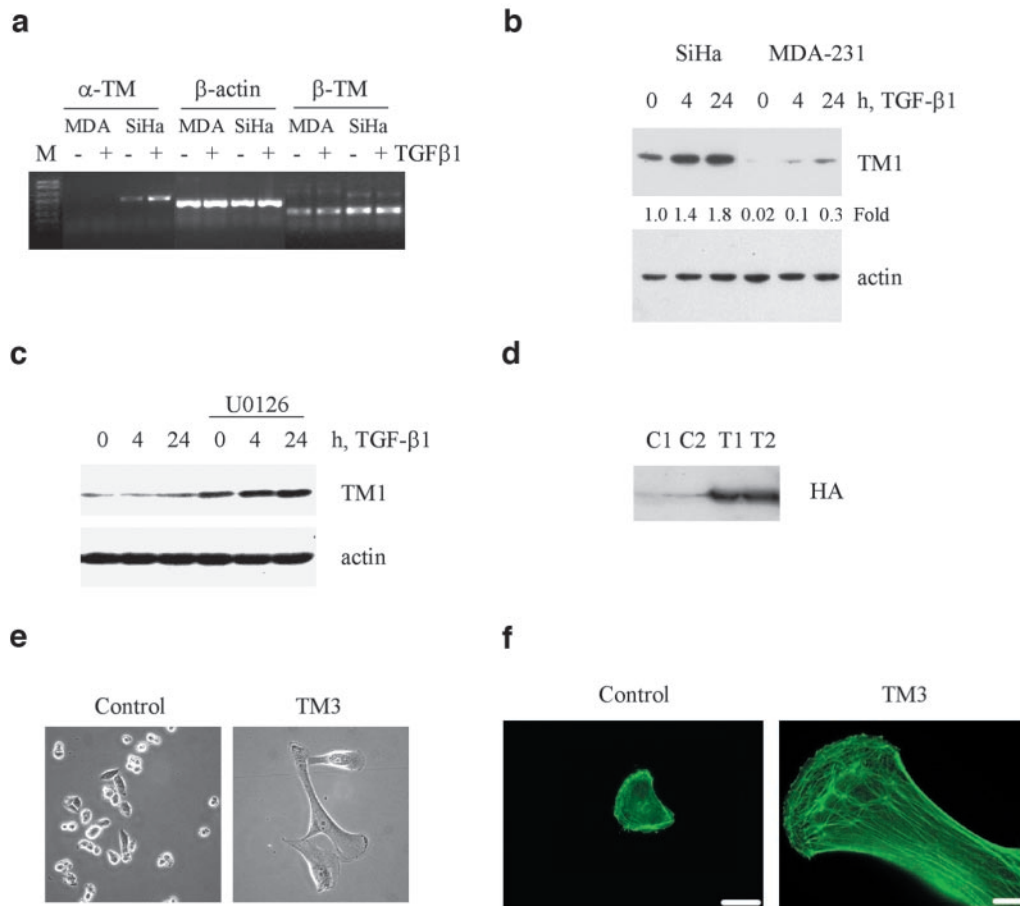 a
α-TM β-actin β-TM
MDA SiHa MDA SiHa MDA SiHa
M - + - + - + - + - + - + TGFβ1
b
SiHa MDA-231
0 4 24 0 4 24 h, TGF-β1
TM1
1.0 1.4 1.8 0.02 0.1 0.3 Fold
actin
c
U0126
0 4 24 0 4 24 h, TGF-β1
TM1
actin
d
C1 C2 T1 T2
HA
e
Control TM3
f
Control TM3